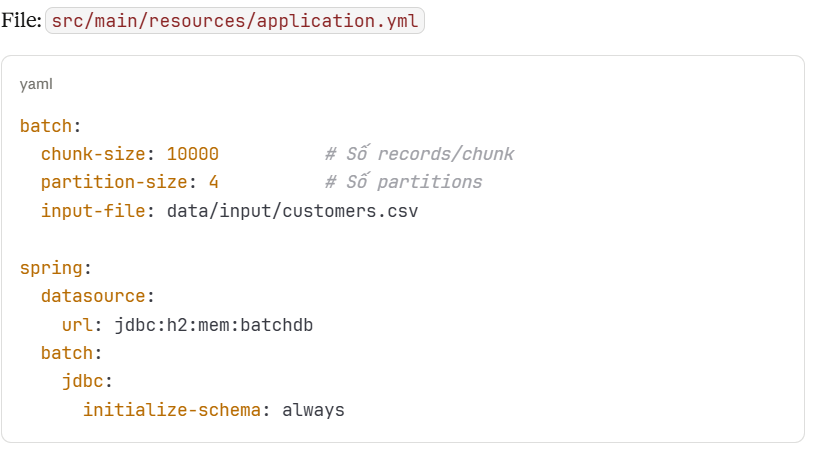 File: src/main/resources/application.yml
yaml
batch:
  chunk-size: 10000          # Số records/chunk
  partition-size: 4          # Số partitions
  input-file: data/input/customers.csv

spring:
  datasource:
    url: jdbc:h2:mem:batchdb
  batch:
    jdbc:
      initialize-schema: always